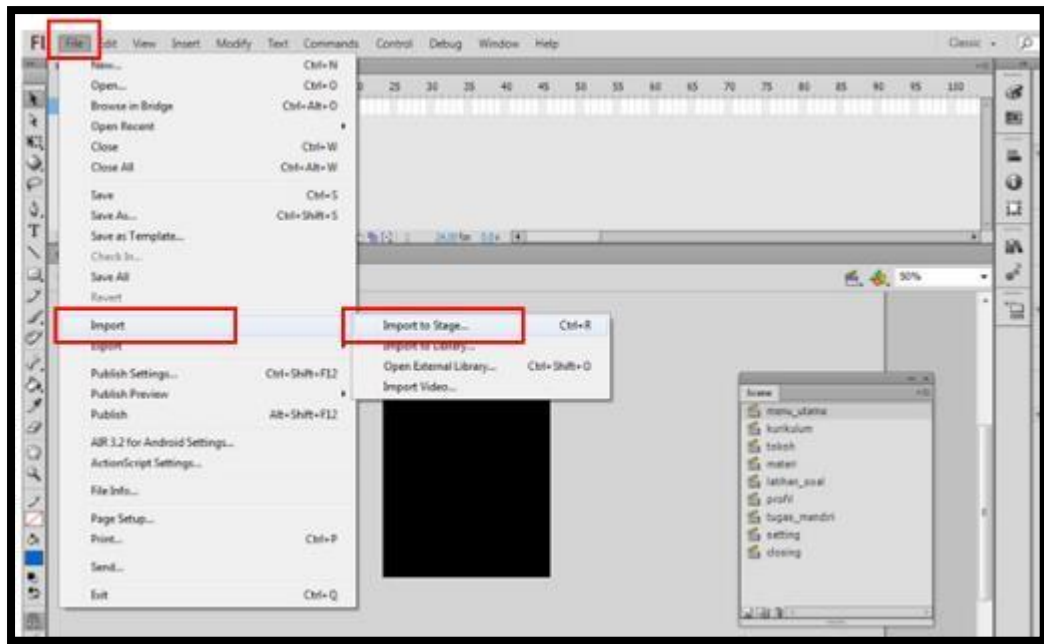 Fl File Edit View Insert Modify Text Commands Control Debug Window Help Classic
New... Ctrl+N
Open... Ctrl+O
Browse in Bridge Ctrl+Alt+O
Open Recent
Close Ctrl+W
Close All Ctrl+Alt+W
Save Ctrl+S
Save As... Ctrl+Shift+S
Save as Template...
Check In...
Save All
Revert
Import
Export
Publish Settings... Ctrl+Shift+F12
Publish Preview
Publish Alt+Shift+F12
AIR 3.2 for Android Settings...
ActionScript Settings...
File Info...
Page Setup...
Print... Ctrl+P
Send...
Exit Ctrl+Q
25 30 35 40 45 50 55 60 65 70 75 80 85 90 95 100
24.00 fps 0.0 s
50%
Import to Stage... Ctrl+R
Import to Library...
Open External Library... Ctrl+Shift+O
Import Video...
Scene
menu_utama
kurikulum
tokoh
materi
latihan_soal
profil
tugas_mandiri
setting
closing